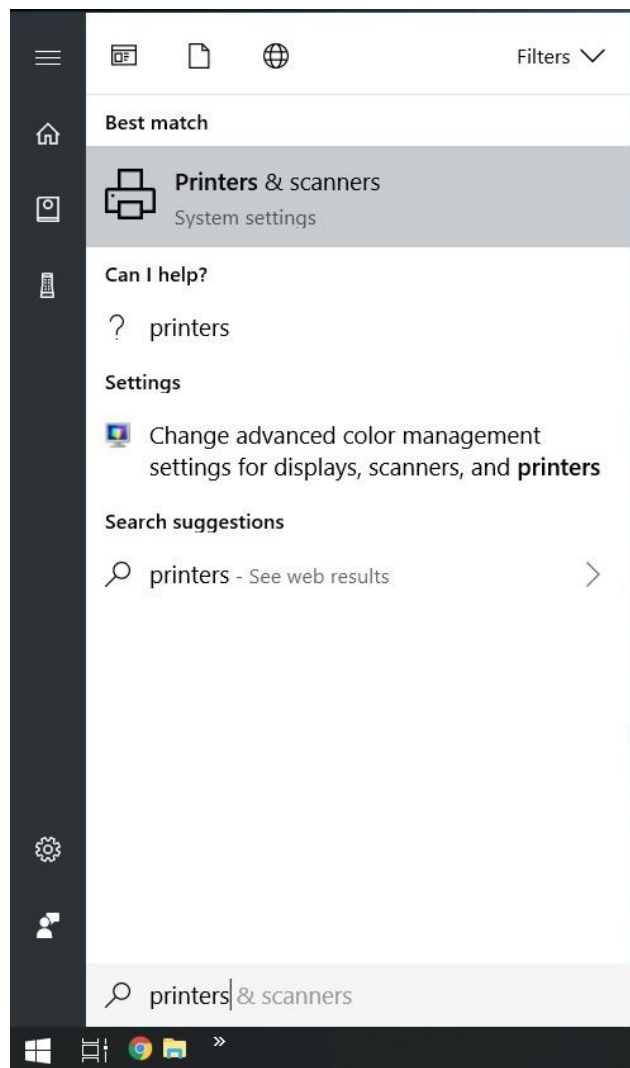 Filters
Best match
Printers & scanners
System settings
Can I help?
? printers
Settings
Change advanced color management
settings for displays, scanners, and printers
Search suggestions
printers - See web results
printers & scanners